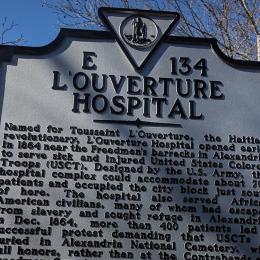 E 134
L'OUVERTURE
HOSPITAL
Named for Toussaint L'Ouverture, the Haitian
revolutionary, L'Ouverture Hospital opened early
in 1864 near the Freedmen's barracks in Alexandria
to serve sick and injured United States Colored
Troops (USCT). Designed by the U.S. Army, the
hospital complex could accommodate about 700
patients and occupied the city block just south
of here. The hospital also served African
American civilians, many of whom had escaped
from slavery and sought refuge in Alexandria.
In Dec. 1864, more than 400 patients led a
successful protest demanding that USCTs be
buried in Alexandria National Cemetery, with
full honors, rather than at the Contrabands